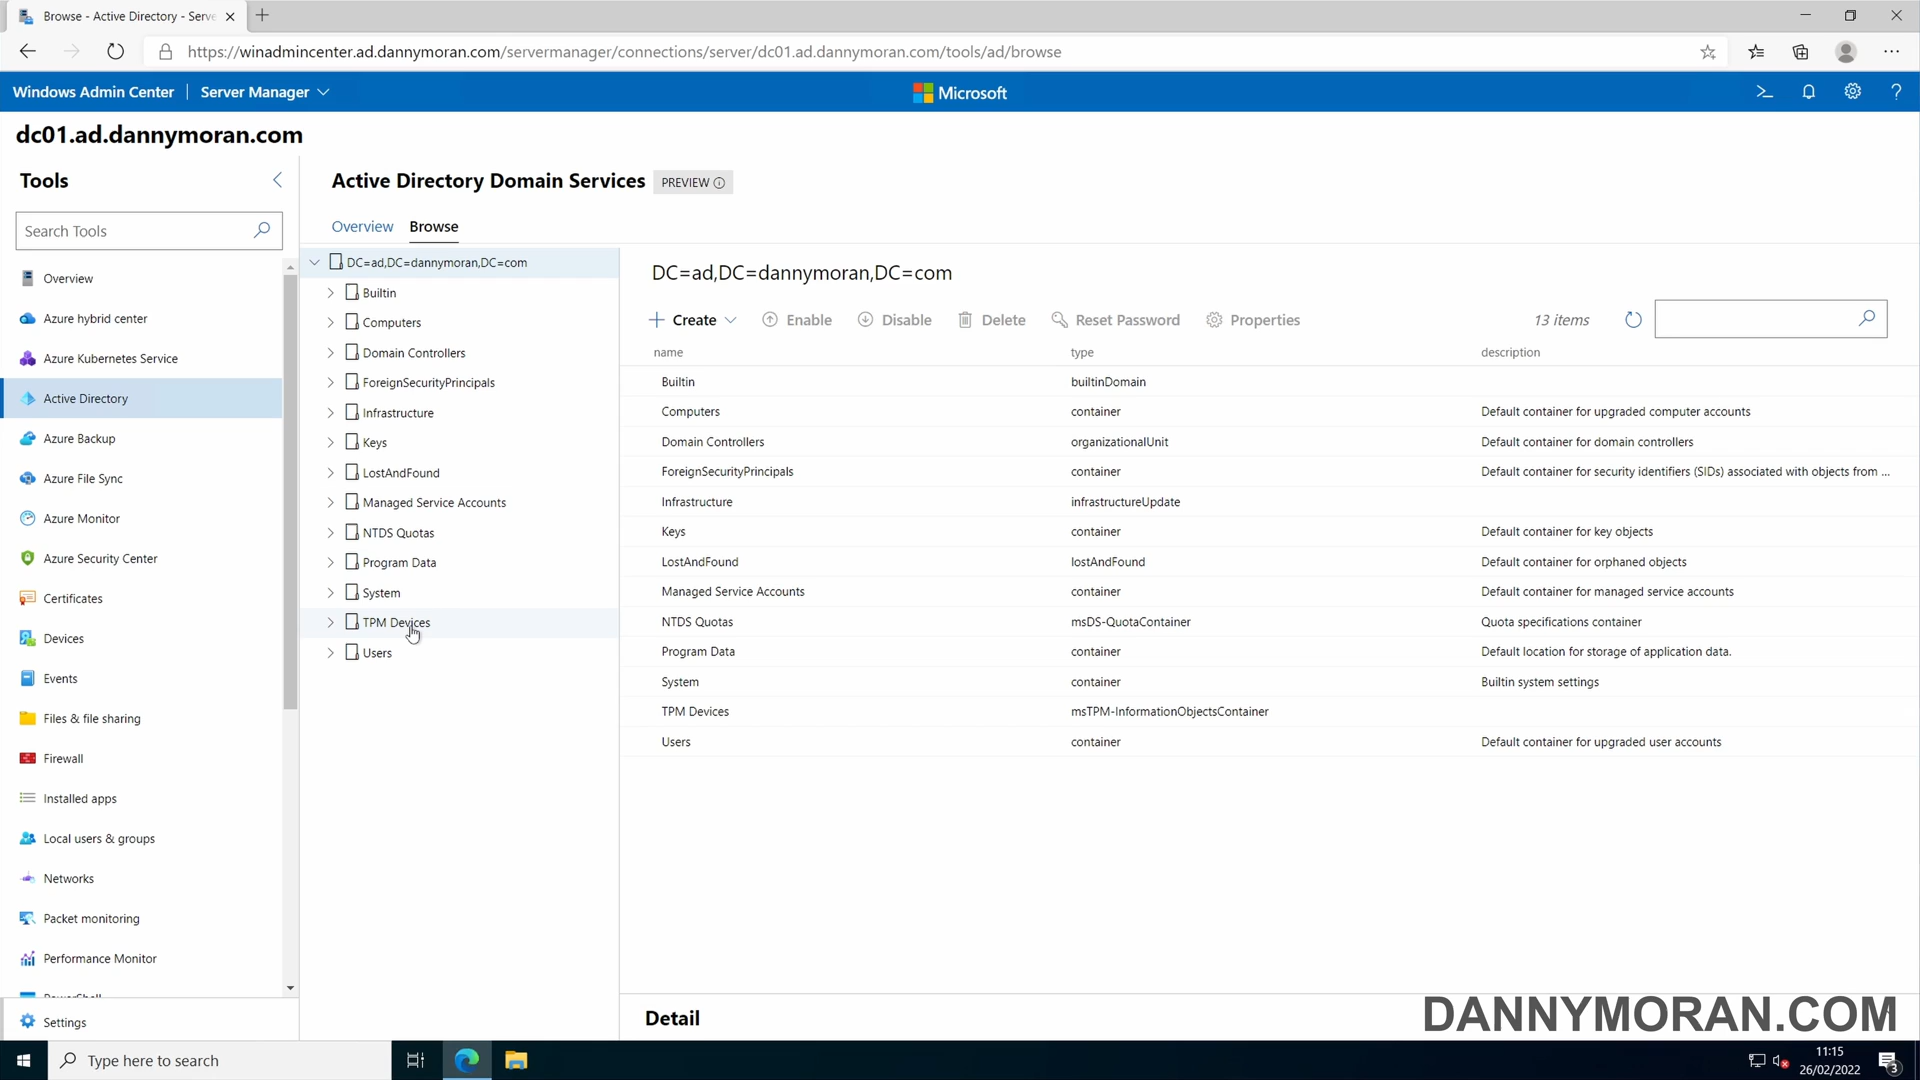 Browse - Active Directory - Serve
https://winadmincenter.ad.dannymoran.com/servermanager/connections/server/dc01.ad.dannymoran.com/tools/ad/browse
Windows Admin Center
Server Manager
Microsoft
dc01.ad.dannymoran.com
Tools
Search Tools
Overview
Azure hybrid center
Azure Kubernetes Service
Active Directory
Azure Backup
Azure File Sync
Azure Monitor
Azure Security Center
Certificates
Devices
Events
Files & file sharing
Firewall
Installed apps
Local users & groups
Networks
Packet monitoring
Performance Monitor
PowerShell
Settings
Active Directory Domain Services
PREVIEW
Overview
Browse
DC=ad,DC=dannymoran,DC=com
Builtin
Computers
Domain Controllers
ForeignSecurityPrincipals
Infrastructure
Keys
LostAndFound
Managed Service Accounts
NTDS Quotas
Program Data
System
TPM Devices
Users
DC=ad,DC=dannymoran,DC=com
Create
Enable
Disable
Delete
Reset Password
Properties
13 items
name type description
Builtin builtinDomain
Computers container Default container for upgraded computer accounts
Domain Controllers organizationalUnit Default container for domain controllers
ForeignSecurityPrincipals container Default container for security identifiers (SIDs) associated with objects from ...
Infrastructure infrastructureUpdate
Keys container Default container for key objects
LostAndFound lostAndFound Default container for orphaned objects
Managed Service Accounts container Default container for managed service accounts
NTDS Quotas msDS-QuotaContainer Quota specifications container
Program Data container Default location for storage of application data.
System container Builtin system settings
TPM Devices msTPM-InformationObjectsContainer
Users container Default container for upgraded user accounts
Detail
DANNYMORAN.COM
Type here to search
11:15
26/02/2022
3